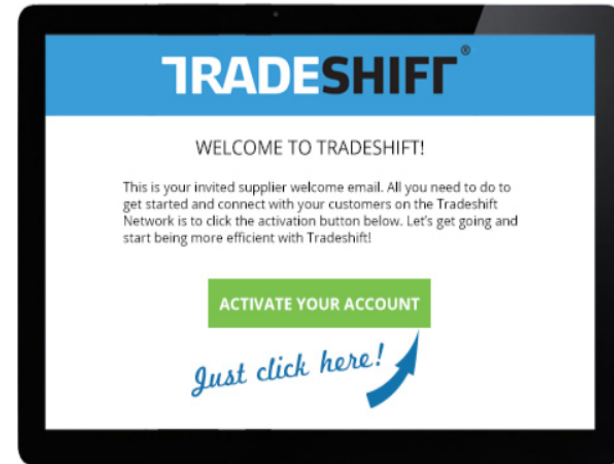 TRADESHIFT®
WELCOME TO TRADESHIFT!
This is your invited supplier welcome email. All you need to do to
get started and connect with your customers on the Tradeshift
Network is to click the activation button below. Let's get going and
start being more efficient with Tradeshift!
ACTIVATE YOUR ACCOUNT
Just click here!